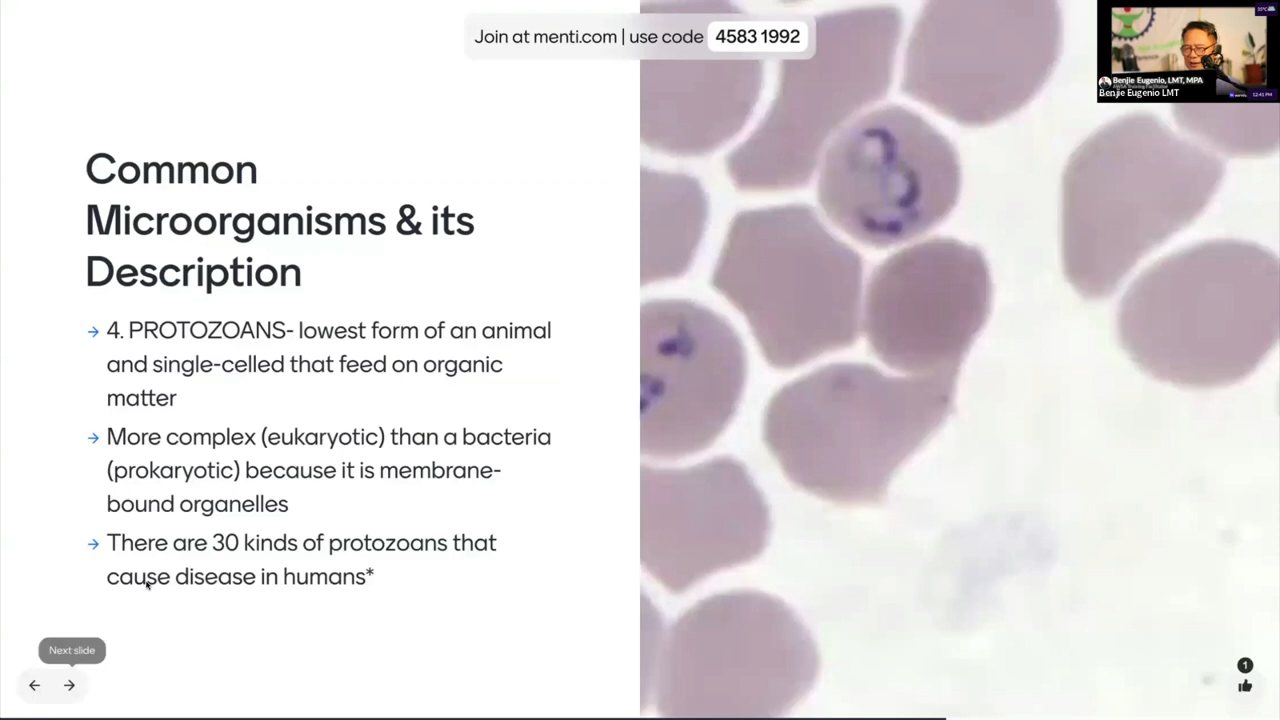 Join at menti.com | use code 4583 1992
Common
Microorganisms & its
Description
→ 4. PROTOZOANS- lowest form of an animal
and single-celled that feed on organic
matter
→ More complex (eukaryotic) than a bacteria
(prokaryotic) because it is membrane-
bound organelles
→ There are 30 kinds of protozoans that
cause disease in humans*
Next slide
← →
Benjie Eugenio, LMT, MPA
Benjie Eugenio LMT
12:41 PM
1